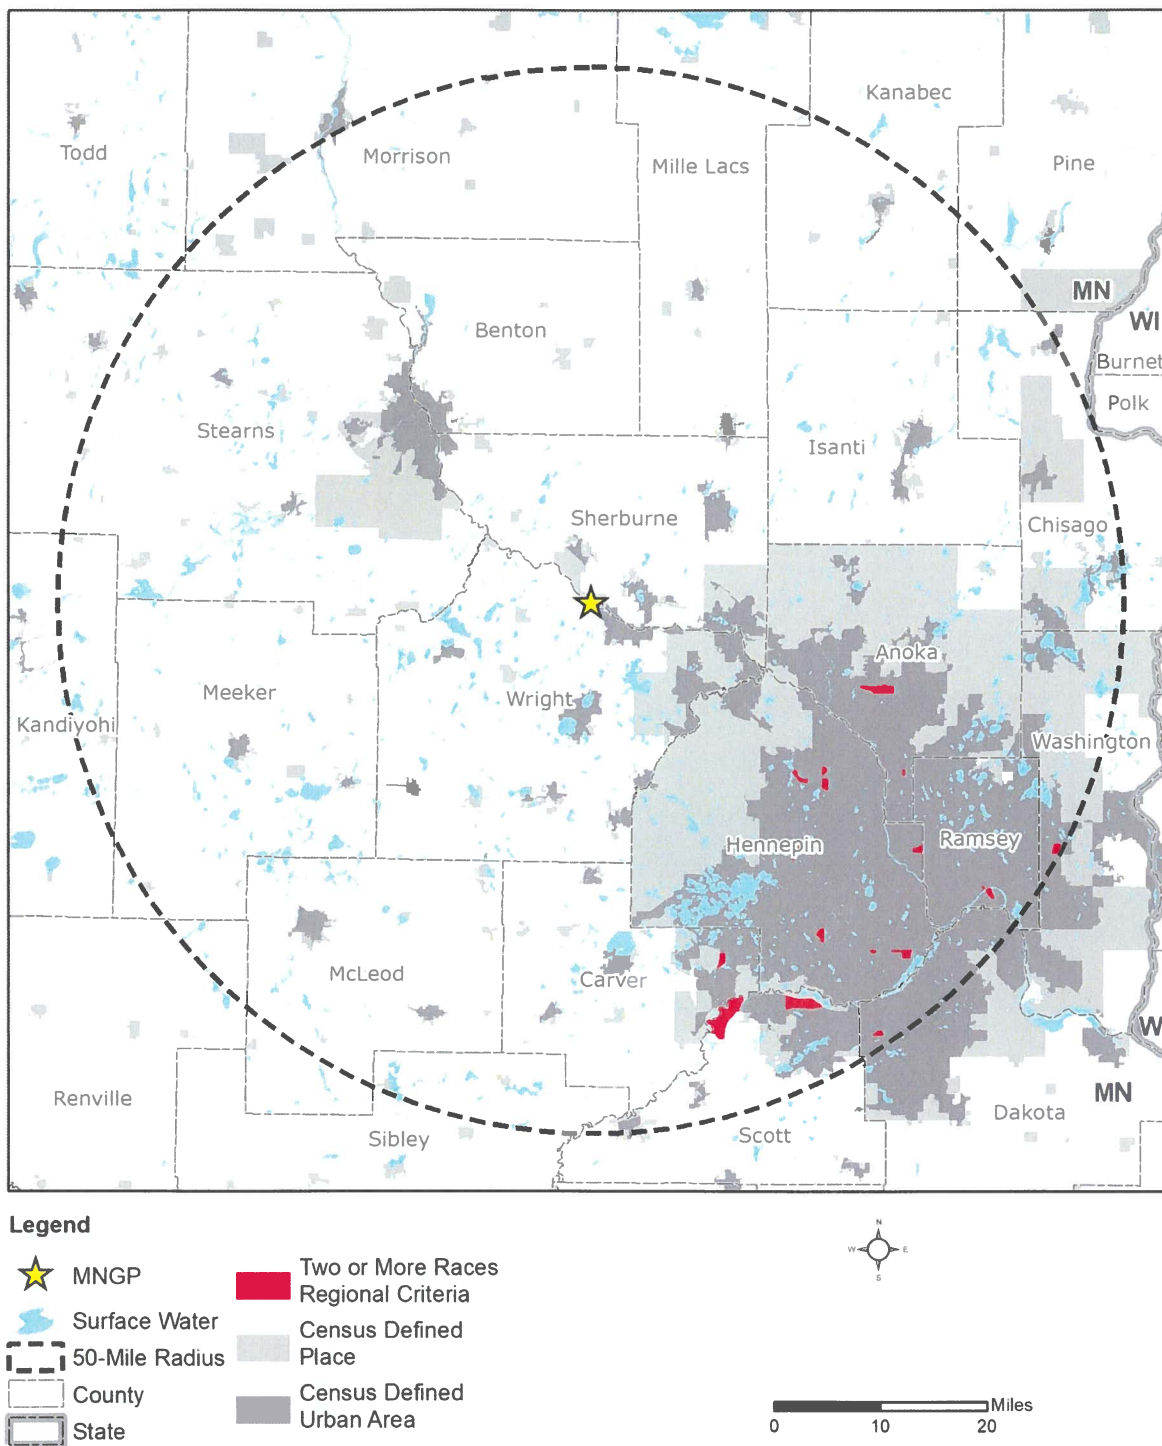 Kanabec
Todd
Morrison
Mille Lacs
Pine
MN
WI
Benton
Burnet
Polk
Stearns
Isanti
Sherburne
Chisago
Anoka
Meeker
Wright
Kandiyohi
Washington
Hennepin
Ramsey
McLeod
Carver
W
Renville
MN
Dakota
Sibley
Scott
Legend
MNGP
Surface Water
50-Mile Radius
County
State
Two or More Races
Regional Criteria
Census Defined
Place
Census Defined
Urban Area
N
W E
S
Miles
0 10 20